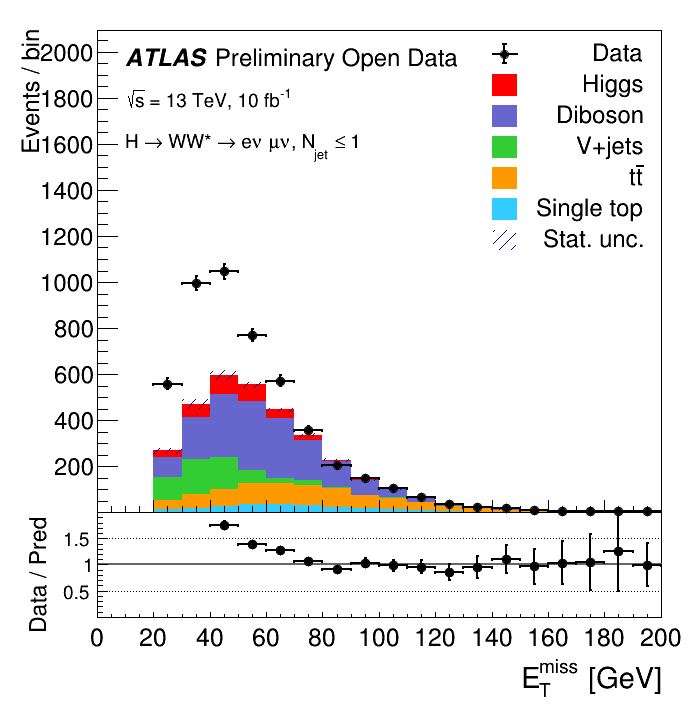 Events / bin
2000
1800
1600
1400
1200
1000
800
600
400
200
ATLAS Preliminary Open Data
√s = 13 TeV, 10 fb⁻¹
H → WW* → eν μν, N_jet ≤ 1
Data
Higgs
Diboson
V+jets
tt̄
Single top
Stat. unc.
Data / Pred
1.5
1
0.5
0 20 40 60 80 100 120 140 160 180 200
E_T^miss [GeV]